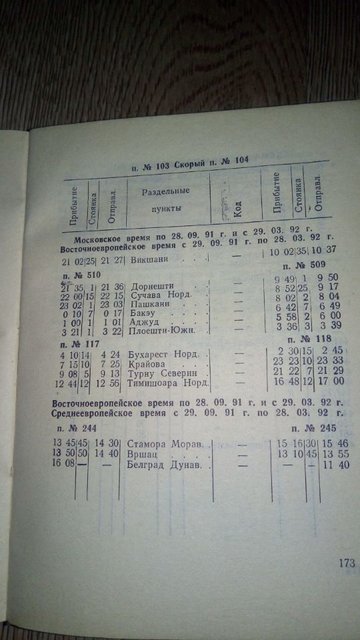 п. № 103 Скорый п. № 104
Прибытие Стоянка Отправл. Раздельные пункты Код Прибытие Стоянка Отправл.
Московское время по 28. 09. 91 г. и с 29. 03. 92 г.
Восточноевропейское время с 29. 09. 91 г. по 28. 03. 92 г.
21 02 25 21 27 Викшани . . — 10 02 35 10 37
п. № 510 п. № 509
21 35 1 21 36 Дорнешти . . — 9 49 1 9 50
22 00 15 22 15 Сучава Норд. . — 8 52 25 9 17
23 02 1 23 03 Пашкани . . — 8 02 2 8 04
0 10 7 0 17 Бакэу . . . — 6 42 7 6 49
1 00 1 1 01 Аджуд . . . — 5 58 2 6 00
3 21 1 3 22 Плоешти-Южн. — 3 36 3 3 39
п. № 117 п. № 118
4 10 14 4 24 Бухарест Норд. — 2 30 15 2 45
7 15 10 7 25 Крайова . . — 23 23 10 23 33
9 08 5 9 13 Турну Северин — 21 22 7 21 29
12 44 12 12 56 Тимишоара Норд. — 16 48 12 17 00
Восточноевропейское время по 28. 09. 91 г. и с 29. 03. 92 г.
Среднеевропейское время с 29. 09. 91 г. по 28. 03. 92 г.
п. № 244 п. № 245
13 45 45 14 30 Стамора Морав. — 15 16 30 15 46
13 50 50 14 40 Вршац . . . — 13 10 45 13 55
16 08 — — Белград Дунав. . — — — 11 40
173